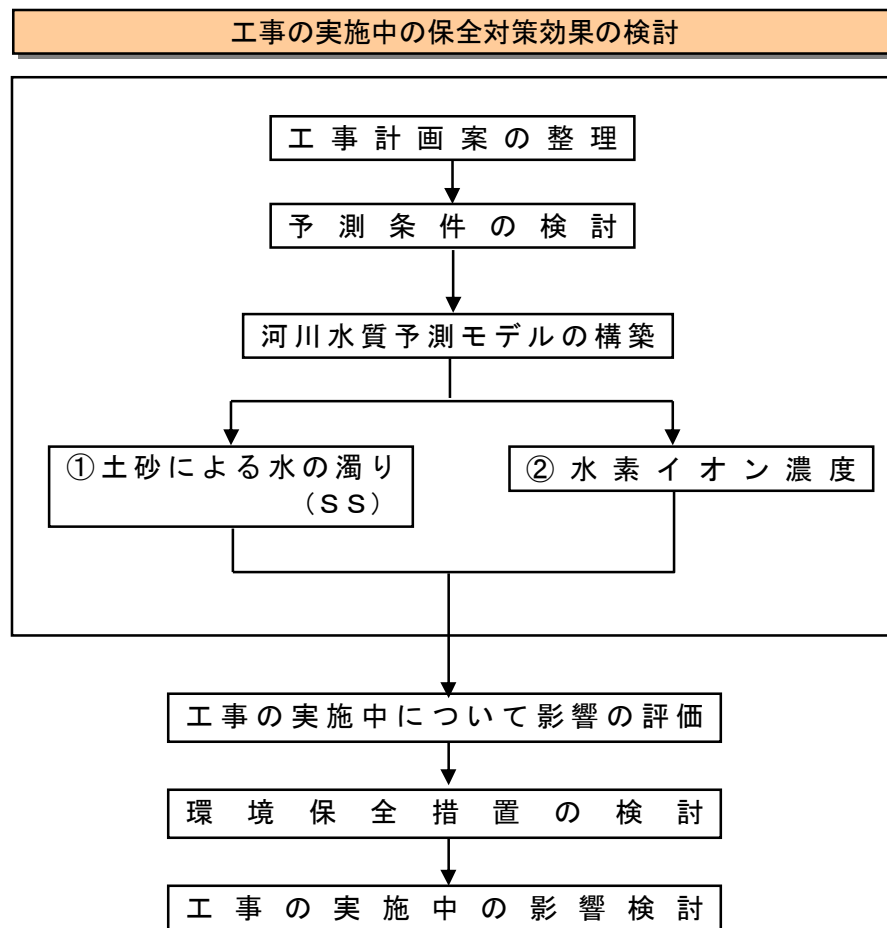 工事の実施中の保全対策効果の検討
工事計画案の整理
予測条件の検討
河川水質予測モデルの構築
①土砂による水の濁り
（ＳＳ）
②水素イオン濃度
工事の実施中について影響の評価
環境保全措置の検討
工事の実施中の影響検討